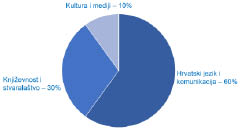 Kultura i mediji – 10%
Hrvatski jezik i
komunikacija – 60%
Književnost i
stvaralaštvo – 30%